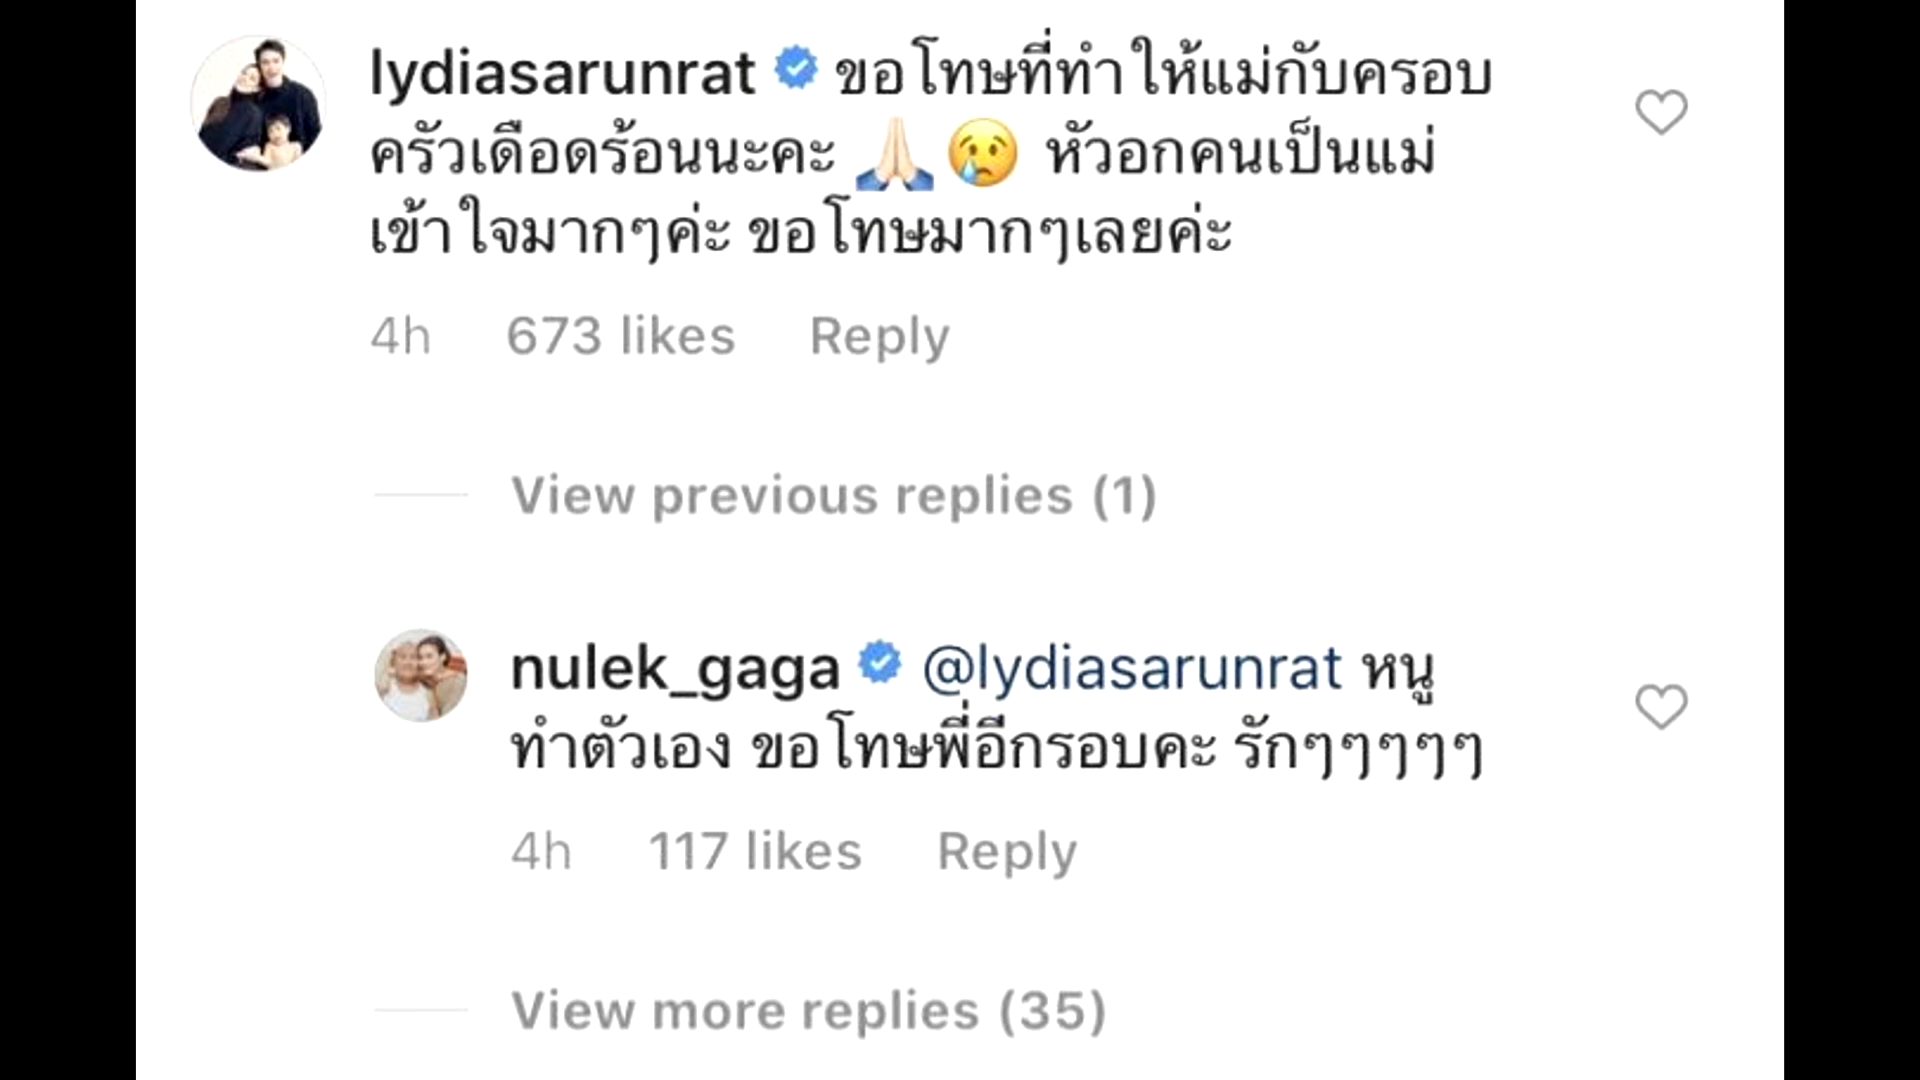 lydiasarunrat ขอโทษที่ทำให้แม่กับครอบ
ครัวเดือดร้อนนะคะ 🙏🏻😢 หัวอกคนเป็นแม่
เข้าใจมากๆค่ะ ขอโทษมากๆเลยค่ะ
4h 673 likes Reply
View previous replies (1)
nulek_gaga @lydiasarunrat หนู
ทำตัวเอง ขอโทษพี่อีกรอบคะ รักๆๆๆๆๆ
4h 117 likes Reply
View more replies (35)